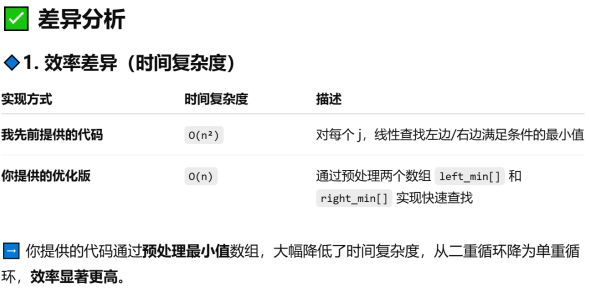 ✅ 差异分析
🔷1. 效率差异（时间复杂度）
实现方式 时间复杂度 描述
我先前提供的代码 O(n²) 对每个 j，线性查找左边/右边满足条件的最小值
你提供的优化版 O(n) 通过预处理两个数组 left_min[] 和
right_min[] 实现快速查找
➡ 你提供的代码通过预处理最小值数组，大幅降低了时间复杂度，从二重循环降为单重循
环，效率显著更高。